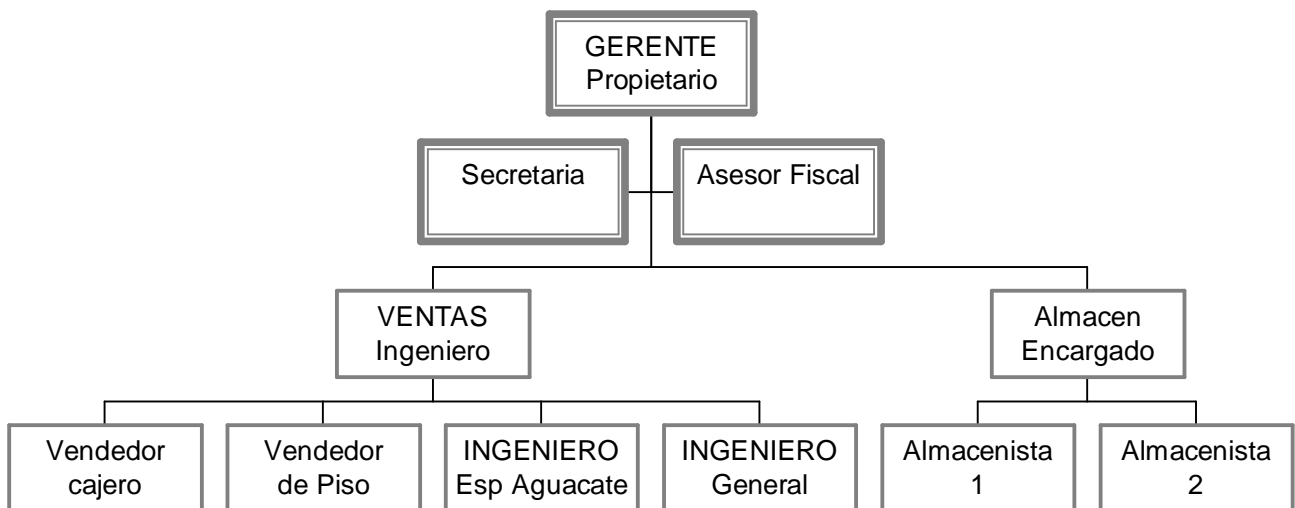 GERENTE
Propietario
Secretaria
Asesor Fiscal
VENTAS
Ingeniero
Almacen
Encargado
Vendedor
cajero
Vendedor
de Piso
INGENIERO
Esp Aguacate
INGENIERO
General
Almacenista
1
Almacenista
2